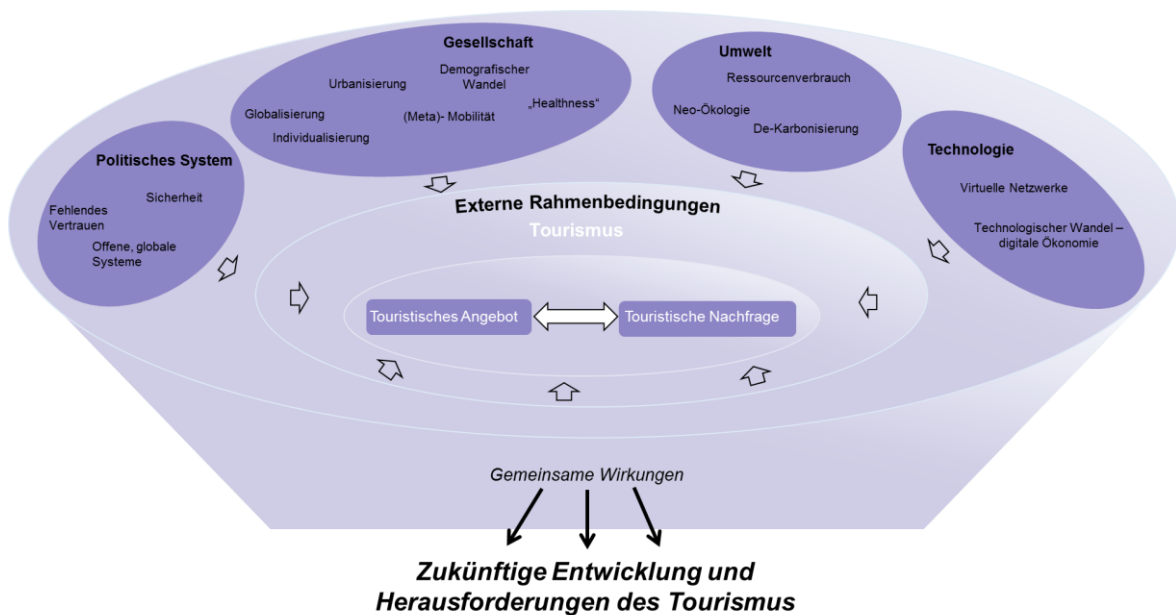 Gesellschaft
Demografischer
Wandel
Urbanisierung
„Healthness“
Globalisierung
(Meta)- Mobilität
Individualisierung
Umwelt
Ressourcenverbrauch
Neo-Ökologie
De-Karbonisierung
Politisches System
Sicherheit
Fehlendes
Vertrauen
Offene, globale
Systeme
Technologie
Virtuelle Netzwerke
Technologischer Wandel –
digitale Ökonomie
Externe Rahmenbedingungen
Tourismus
Touristisches Angebot
Touristische Nachfrage
Gemeinsame Wirkungen
Zukünftige Entwicklung und
Herausforderungen des Tourismus